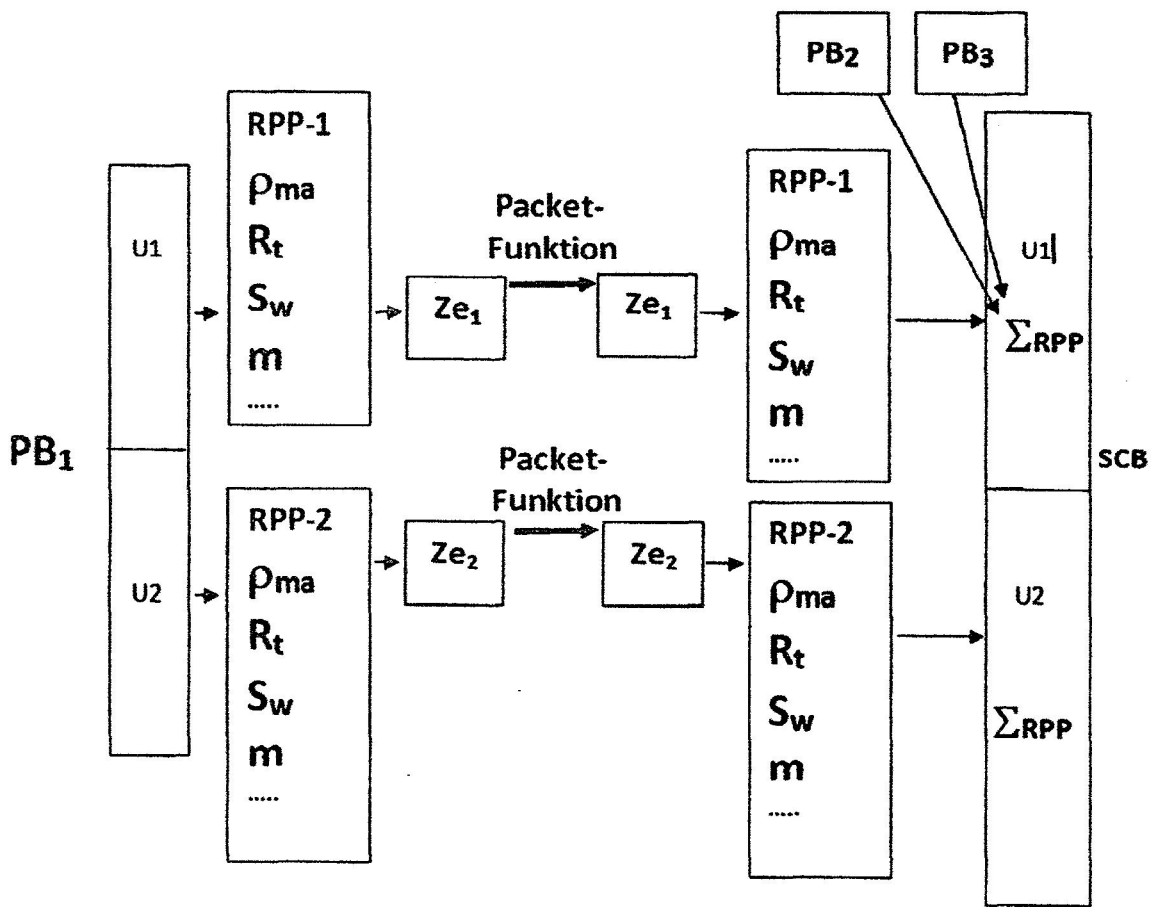 PB₂
PB₃
PB₁
U1
U2
RPP-1
ρma
Rt
Sw
m
.....
Packet-
Funktion
Ze₁
Ze₁
RPP-1
ρma
Rt
Sw
m
.....
U1|
ΣRPP
SCB
RPP-2
ρma
Rt
Sw
m
.....
Packet-
Funktion
Ze₂
Ze₂
RPP-2
ρma
Rt
Sw
m
.....
U2
ΣRPP